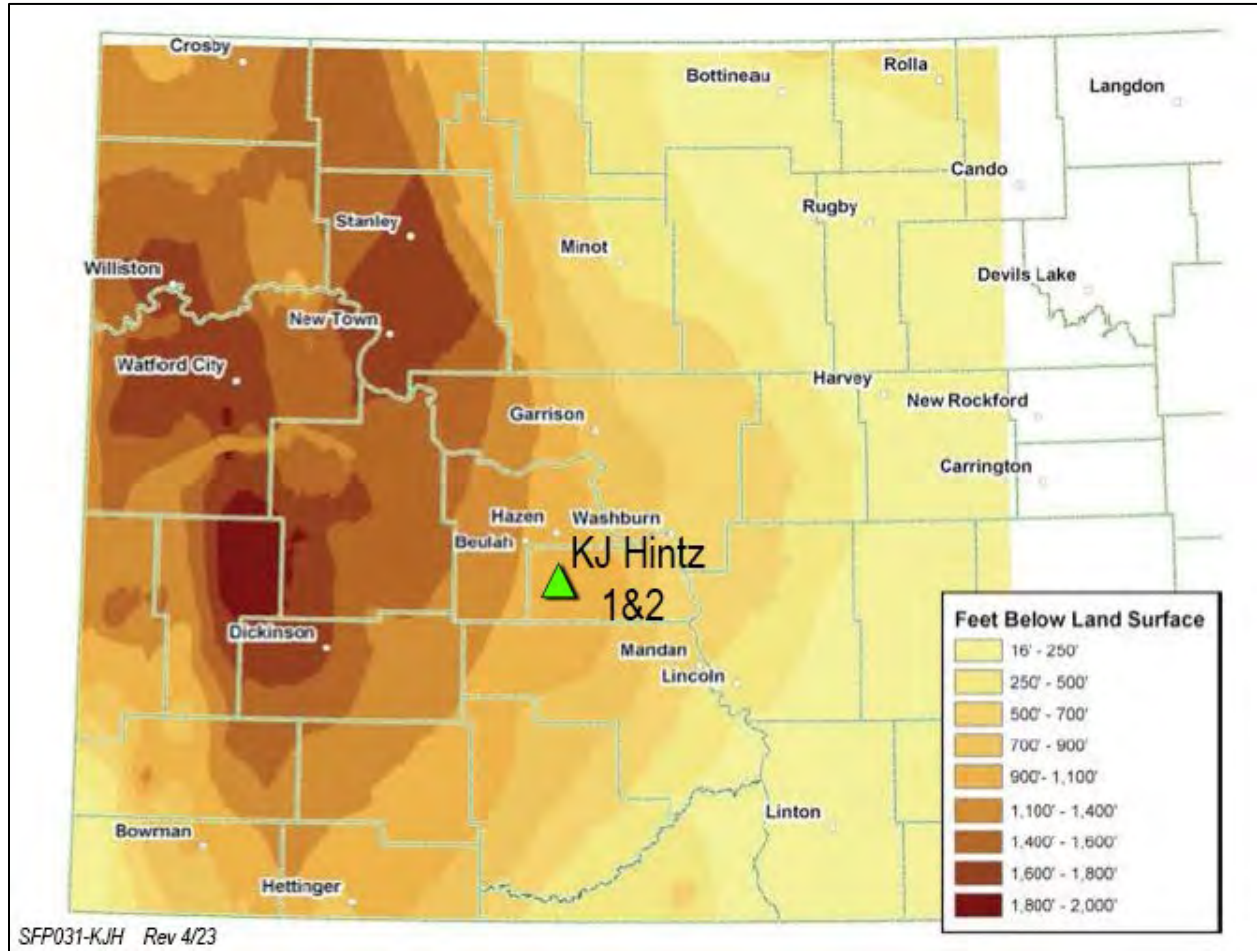 Crosby
Bottineau
Rolla
Langdon
Cando
Stanley
Rugby
Minot
Williston
Devils Lake
New Town
Watford City
Harvey
New Rockford
Garrison
Carrington
Hazen
Washburn
Beulah
KJ Hintz
1&2
Dickinson
Mandan
Lincoln
Linton
Bowman
Hettinger
Feet Below Land Surface
16' - 250'
250' - 500'
500' - 700'
700' - 900'
900'- 1,100'
1,100' - 1,400'
1,400' - 1,600'
1,600' - 1,800'
1,800' - 2,000'
SFP031-KJH Rev 4/23